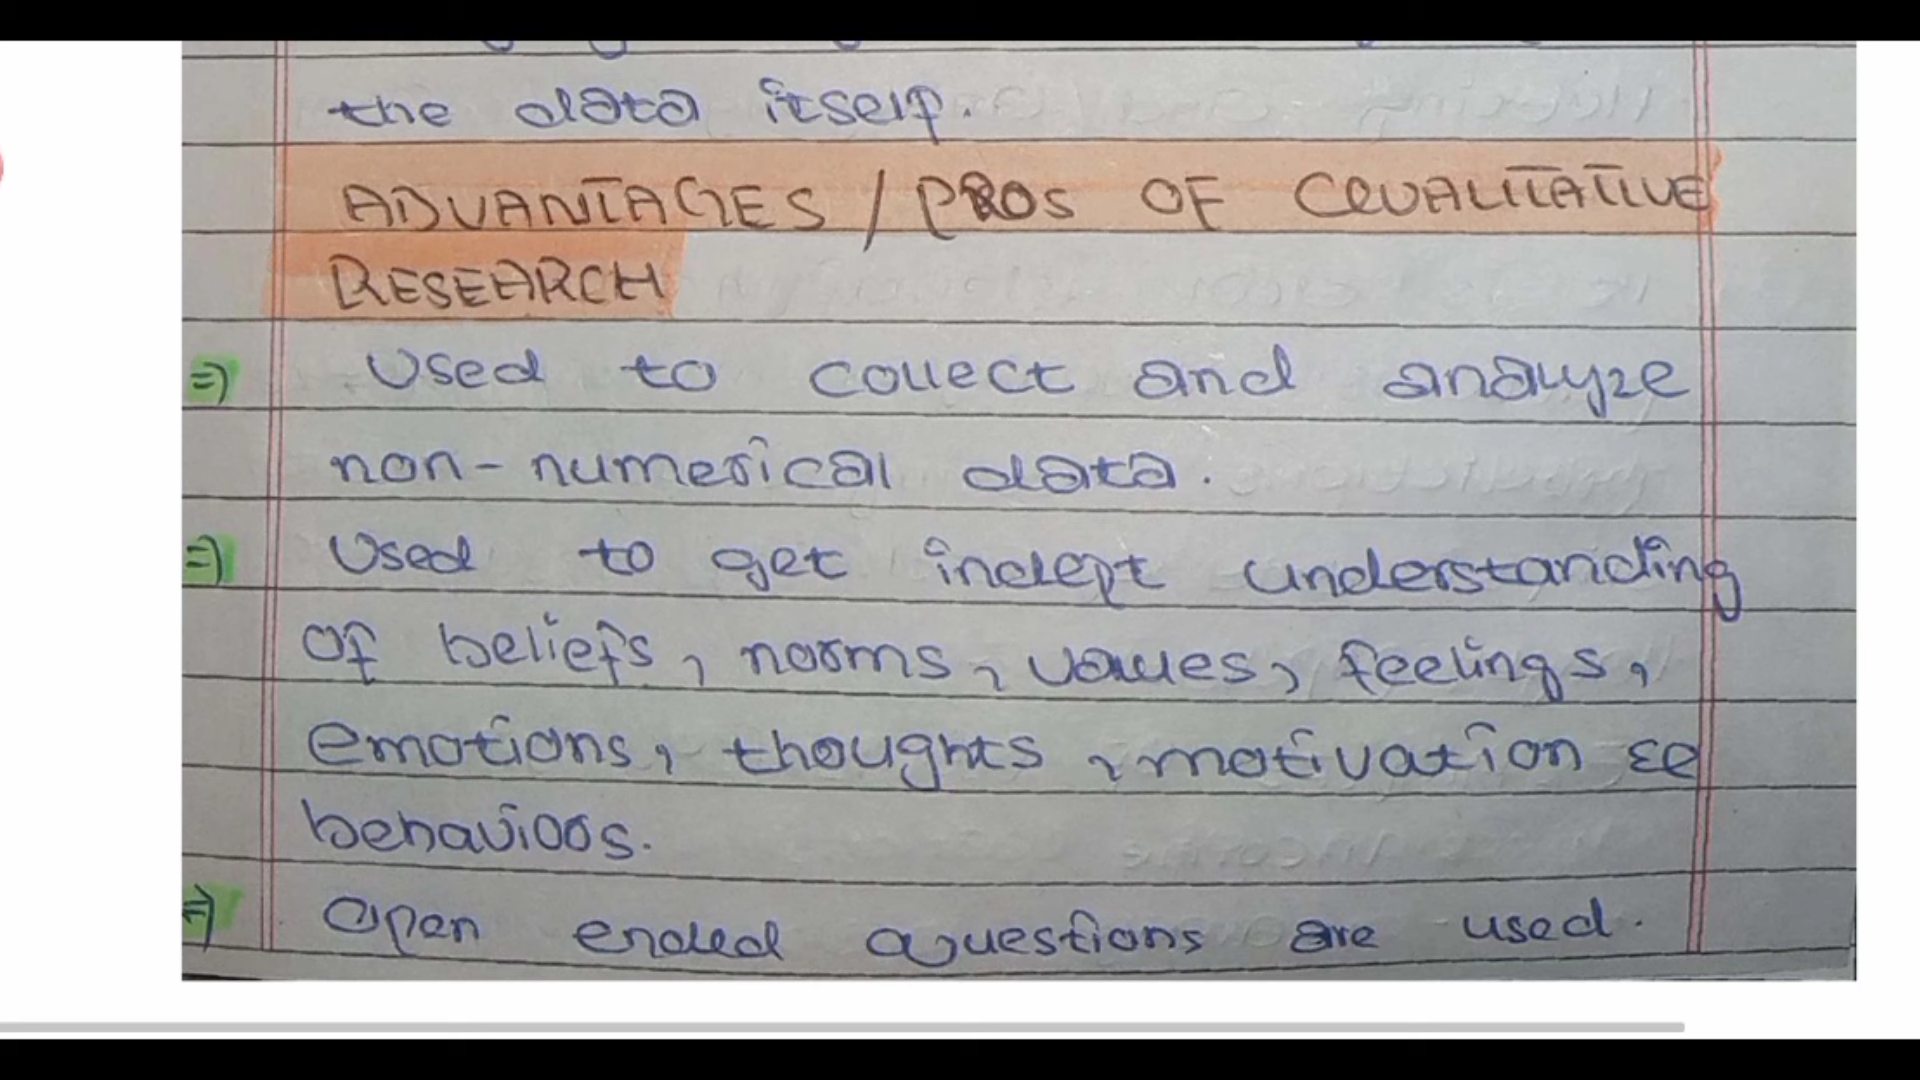 the data itself.
ADVANTAGES / PROS OF QUALITATIVE
RESEARCH
=> Used to collect and analyze
non-numerical data.
=> Used to get indept understanding
of beliefs, norms, values, feelings,
emotions, thoughts, motivation &
behaviors.
=> Open ended questions are used.